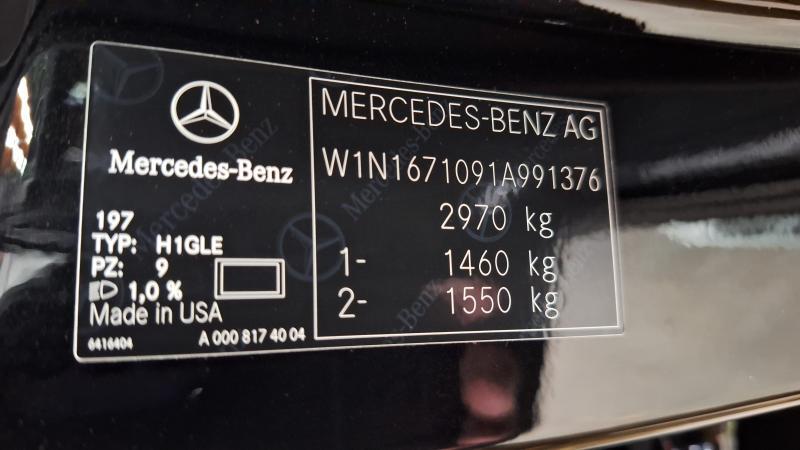 Mercedes-Benz
197
TYP: H1GLE
PZ: 9
1,0 %
Made in USA
6416404 A 000 817 40 04
MERCEDES-BENZ AG
W1N1671091A991376
2970 kg
1- 1460 kg
2- 1550 kg